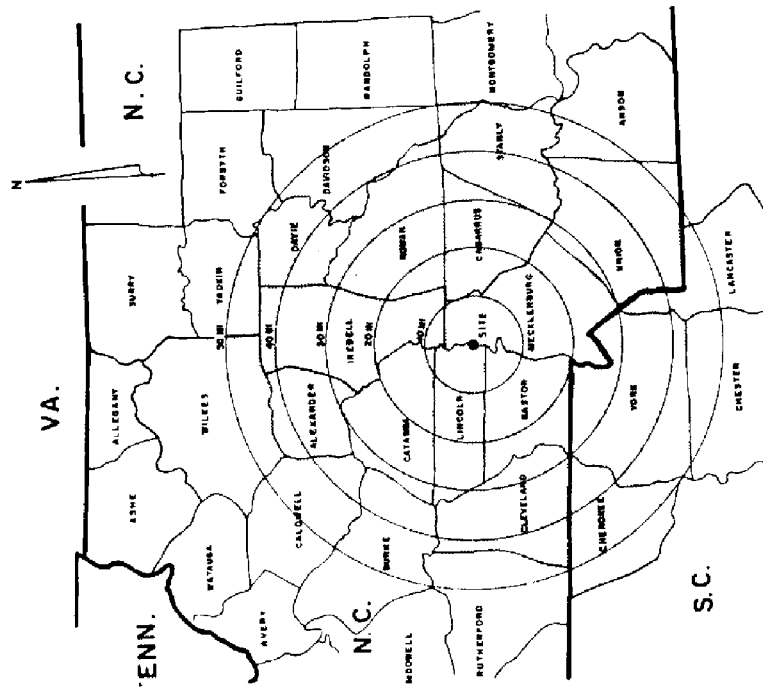 VA.
N
N. C.
ASHE
ALLEGANY
SURRY
WATAUGA
WILKES
YADKIN
FORSYTH
GUILFORD
TENN.
AVERY
CALDWELL
ALEXANDER
IREDELL
DAVIE
DAVIDSON
RANDOLPH
50 MI
40 MI
30 MI
20 MI
10 MI
N. C.
BURKE
CATAWBA
ROWAN
MCDOWELL
LINCOLN
SITE
CABARRUS
STANLY
MONTGOMERY
RUTHERFORD
CLEVELAND
GASTON
MECKLENBURG
UNION
ANSON
CHEROKEE
YORK
S. C.
CHESTER
LANCASTER